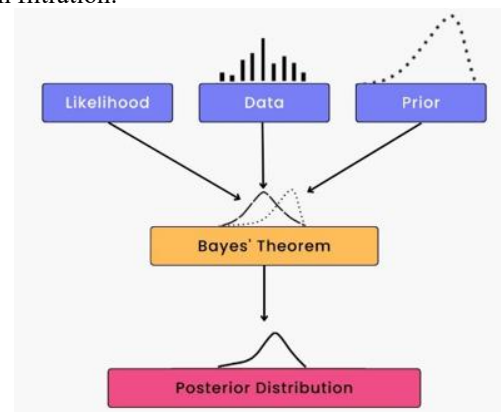 Likelihood
Data
Prior
Bayes' Theorem
Posterior Distribution